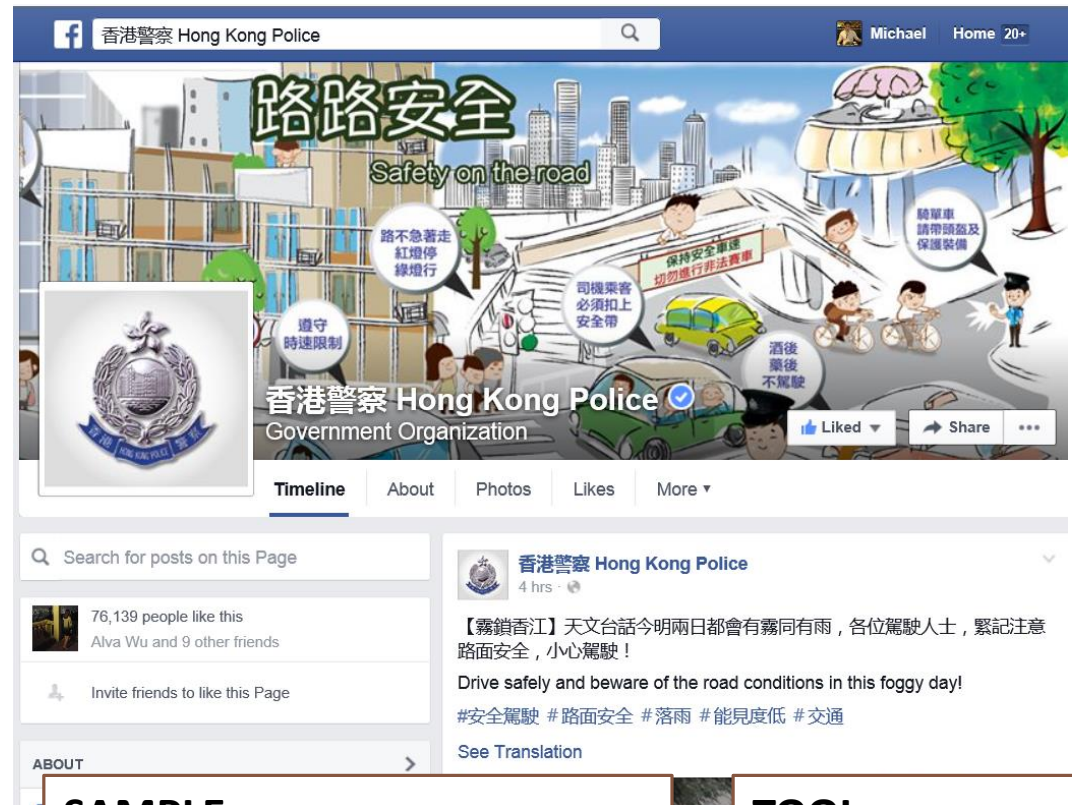 香港警察 Hong Kong Police
Michael Home 20+
路路安全
Safety on the road
路不急著走
紅燈停
綠燈行
騎單車
請帶頭盔及
保護裝備
保持安全車速
切勿進行非法賽車
司機乘客
必須扣上
安全帶
遵守
時速限制
酒後
藥後
不駕駛
香港警察 Hong Kong Police
Government Organization
Liked Share
香港 HONG KONG POLICE 警察
Timeline About Photos Likes More
Search for posts on this Page
76,139 people like this
Alva Wu and 9 other friends
Invite friends to like this Page
ABOUT
香港警察 Hong Kong Police
4 hrs ·
【霧鎖香江】天文台話今明兩日都會有霧同有雨，各位駕駛人士，緊記注意
路面安全，小心駕駛！
Drive safely and beware of the road conditions in this foggy day!
#安全駕駛 #路面安全 #落雨 #能見度低 #交通
See Translation